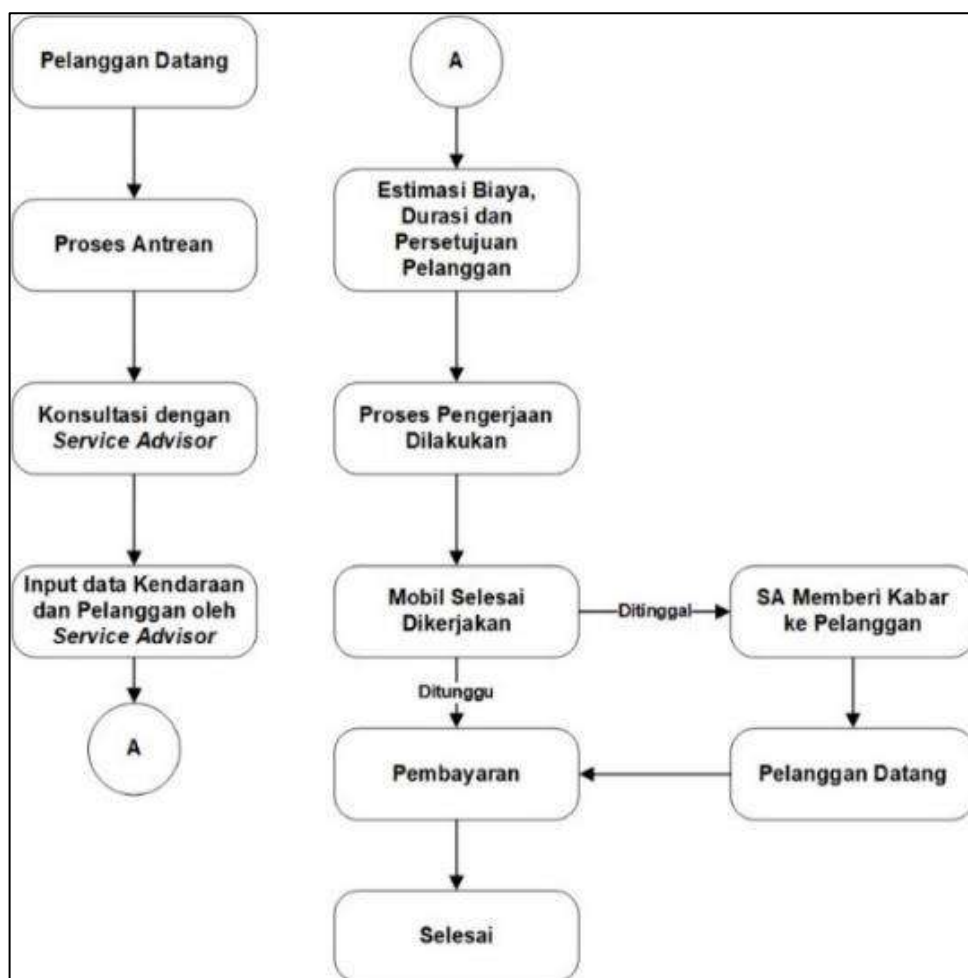 Pelanggan Datang
Proses Antrean
Konsultasi dengan
Service Advisor
Input data Kendaraan
dan Pelanggan oleh
Service Advisor
A
A
Estimasi Biaya,
Durasi dan
Persetujuan
Pelanggan
Proses Pengerjaan
Dilakukan
Mobil Selesai
Dikerjakan
Ditinggal
SA Memberi Kabar
ke Pelanggan
Ditunggu
Pembayaran
Pelanggan Datang
Selesai